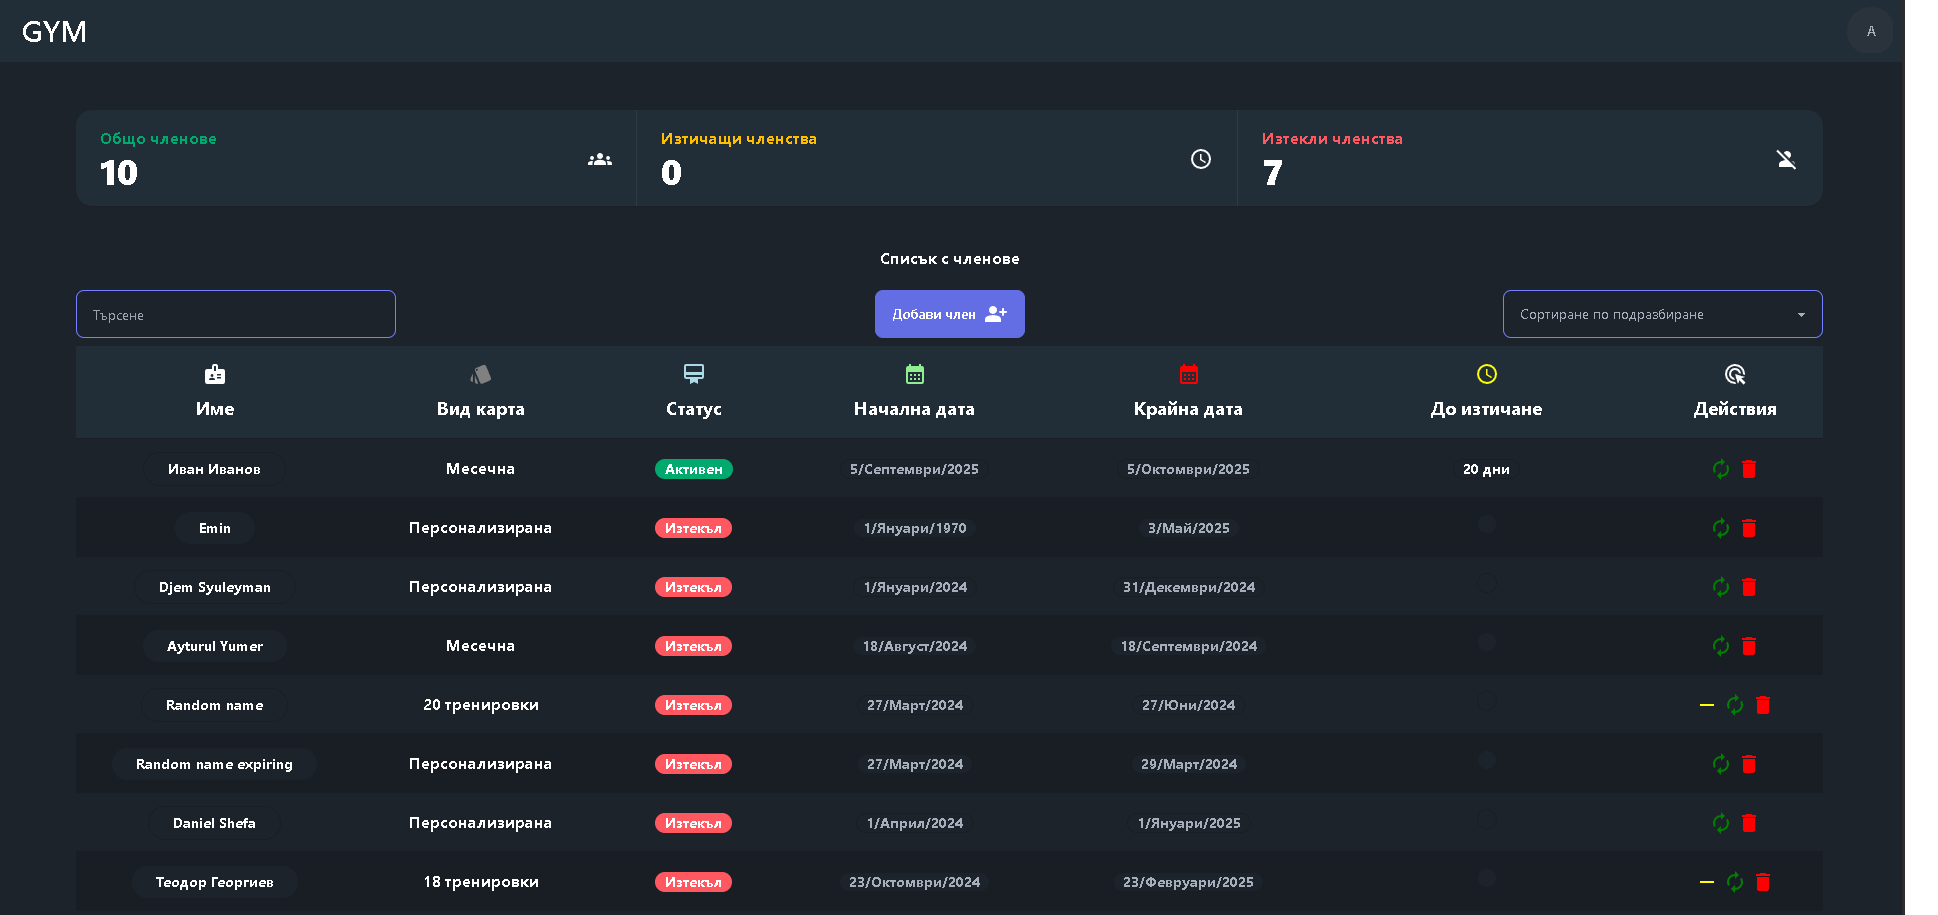 GYM
A
Общо членове
10
Изтичащи членства
0
Изтекли членства
7
Списък с членове
Търсене
Добави член
Сортиране по подразбиране
Име Вид карта Статус Начална дата Крайна дата До изтичане Действия
Иван Иванов Месечна Активен 5/Септември/2025 5/Октомври/2025 20 дни
Emin Персонализирана Изтекъл 1/Януари/1970 3/Май/2025
Djem Syuleyman Персонализирана Изтекъл 1/Януари/2024 31/Декември/2024
Ayturul Yumer Месечна Изтекъл 18/Август/2024 18/Септември/2024
Random name 20 тренировки Изтекъл 27/Март/2024 27/Юни/2024
Random name expiring Персонализирана Изтекъл 27/Март/2024 29/Март/2024
Daniel Shefa Персонализирана Изтекъл 1/Април/2024 1/Януари/2025
Теодор Георгиев 18 тренировки Изтекъл 23/Октомври/2024 23/Февруари/2025